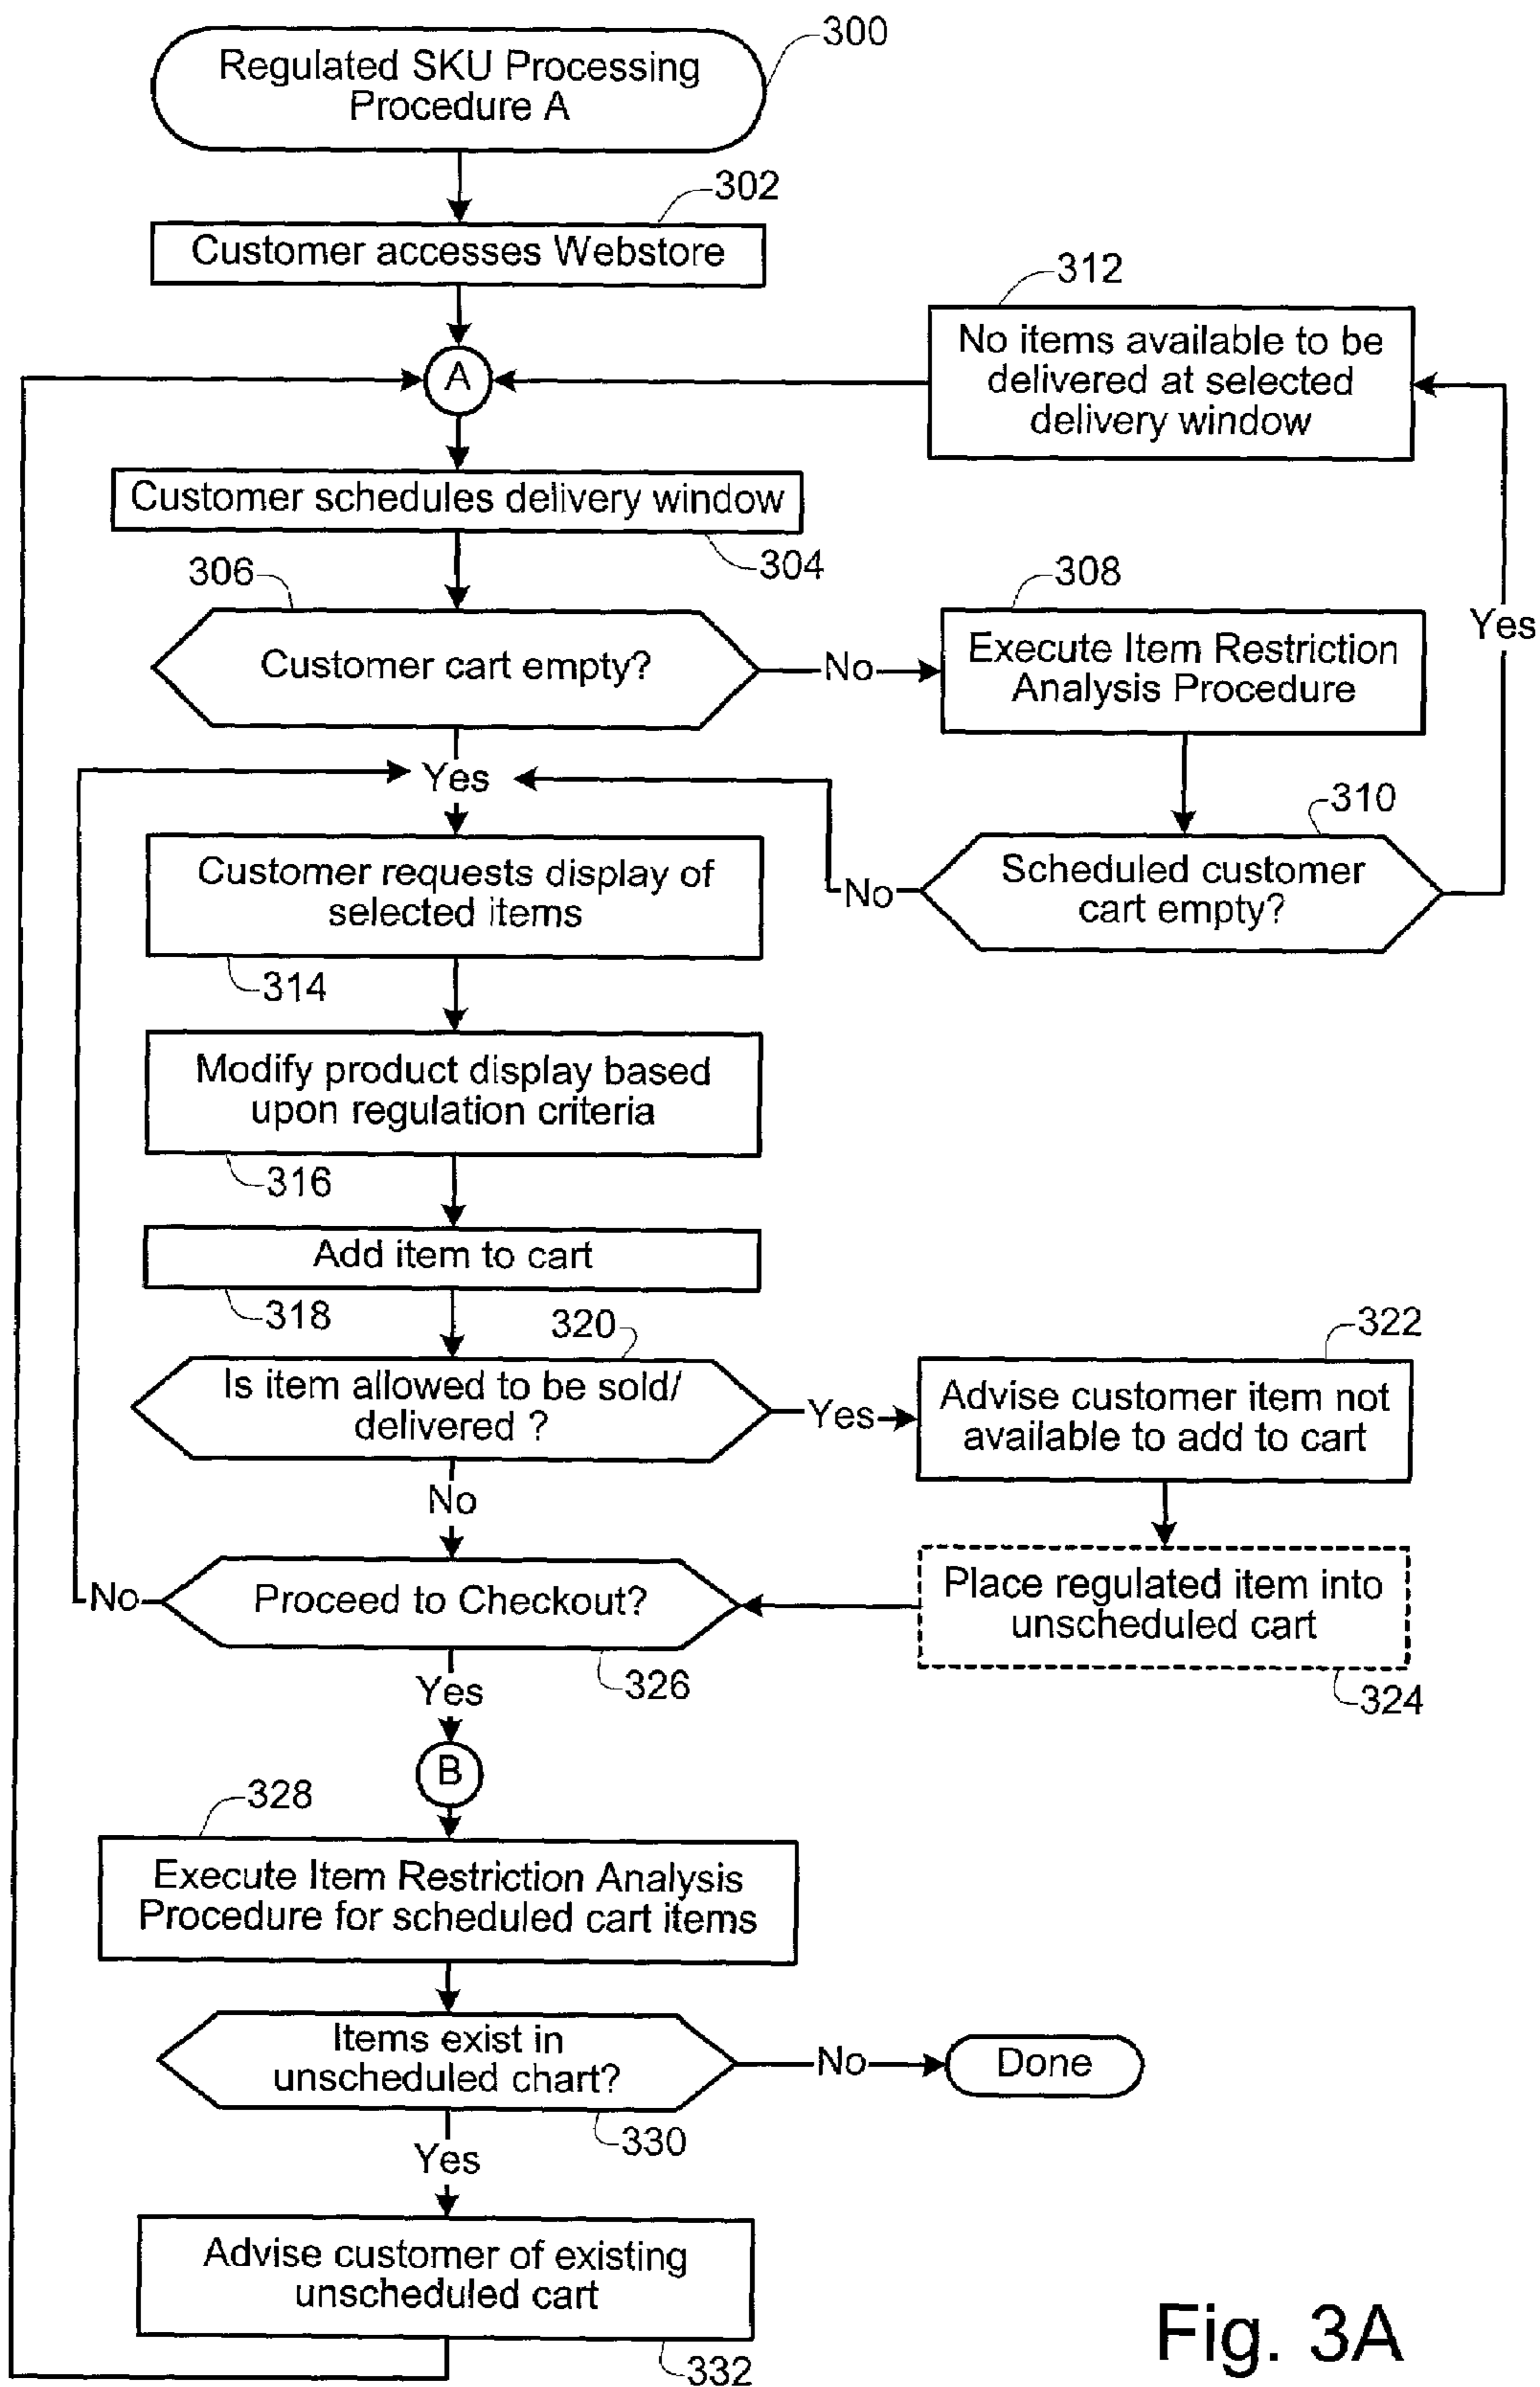 300
Regulated SKU Processing
Procedure A
302
Customer accesses Webstore
312
No items available to be
delivered at selected
delivery window
A
Customer schedules delivery window
304
306
Customer cart empty?
No
308
Execute Item Restriction
Analysis Procedure
Yes
Yes
310
Scheduled customer
cart empty?
No
Customer requests display of
selected items
314
Modify product display based
upon regulation criteria
316
Add item to cart
318
320
Is item allowed to be sold/
delivered ?
Yes
322
Advise customer item not
available to add to cart
No
Place regulated item into
unscheduled cart
324
No
Proceed to Checkout?
326
Yes
B
328
Execute Item Restriction Analysis
Procedure for scheduled cart items
Items exist in
unscheduled chart?
330
No
Done
Yes
Advise customer of existing
unscheduled cart
332
Fig. 3A